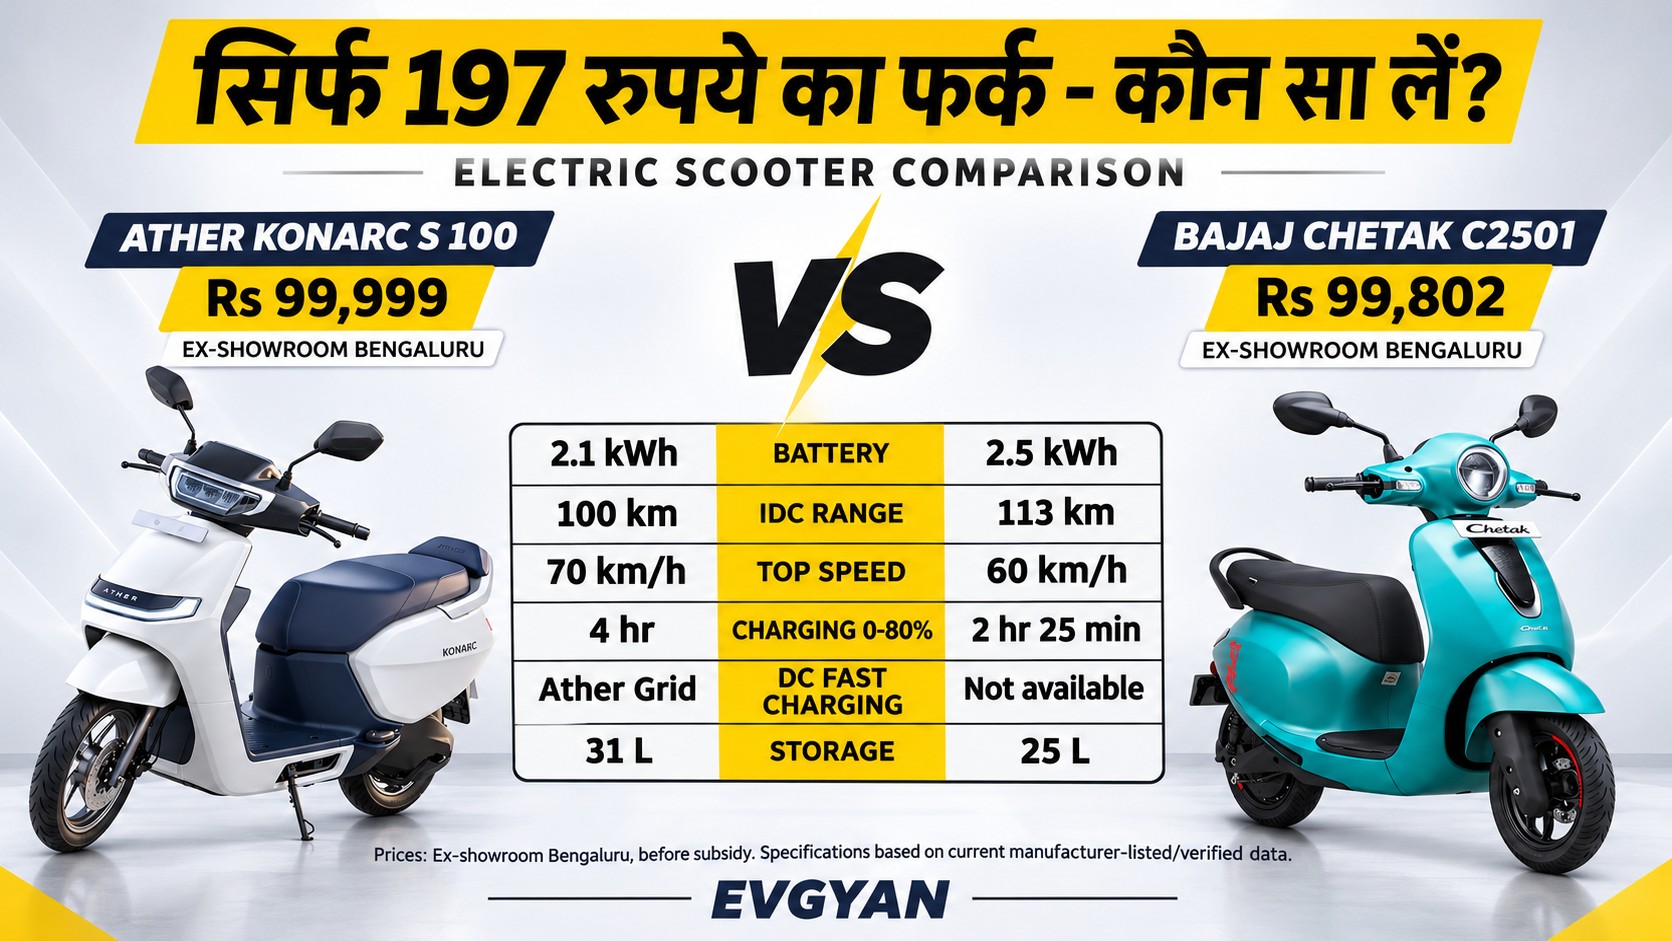 सिर्फ 197 रुपये का फर्क - कौन सा लें?
ELECTRIC SCOOTER COMPARISON
ATHER KONARC S 100
Rs 99,999
EX-SHOWROOM BENGALURU
VS
BAJAJ CHETAK C2501
Rs 99,802
EX-SHOWROOM BENGALURU
2.1 kWh BATTERY 2.5 kWh
100 km IDC RANGE 113 km
70 km/h TOP SPEED 60 km/h
4 hr CHARGING 0-80% 2 hr 25 min
Ather Grid DC FAST CHARGING Not available
31 L STORAGE 25 L
ATHER
KONARC
Chetak
Prices: Ex-showroom Bengaluru, before subsidy. Specifications based on current manufacturer-listed/verified data.
EVGYAN